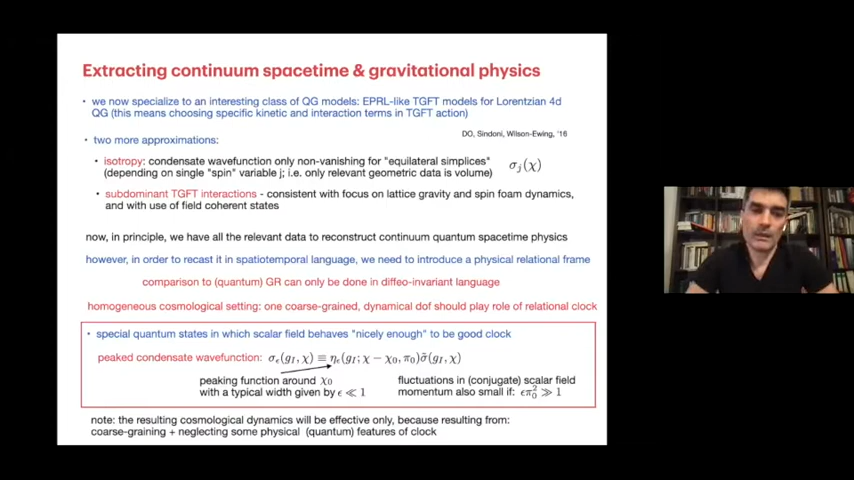 Extracting continuum spacetime & gravitational physics
• we now specialize to an interesting class of QG models: EPRL-like TGFT models for Lorentzian 4d
QG (this means choosing specific kinetic and interaction terms in TGFT action)
DO, Sindoni, Wilson-Ewing, '16
• two more approximations:
• isotropy: condensate wavefunction only non-vanishing for "equilateral simplices" σⱼ(χ)
(depending on single "spin" variable j; i.e. only relevant geometric data is volume)
• subdominant TGFT interactions - consistent with focus on lattice gravity and spin foam dynamics,
and with use of field coherent states
now, in principle, we have all the relevant data to reconstruct continuum quantum spacetime physics
however, in order to recast it in spatiotemporal language, we need to introduce a physical relational frame
comparison to (quantum) GR can only be done in diffeo-invariant language
homogeneous cosmological setting: one coarse-grained, dynamical dof should play role of relational clock
• special quantum states in which scalar field behaves "nicely enough" to be good clock
peaked condensate wavefunction: σ_ϵ(g_I, χ) ≡ η_ϵ(g_I; χ − χ₀, π₀)σ̃(g_I, χ)
peaking function around χ₀
with a typical width given by ϵ ≪ 1
fluctuations in (conjugate) scalar field
momentum also small if: ϵπ₀² ≫ 1
note: the resulting cosmological dynamics will be effective only, because resulting from:
coarse-graining + neglecting some physical (quantum) features of clock